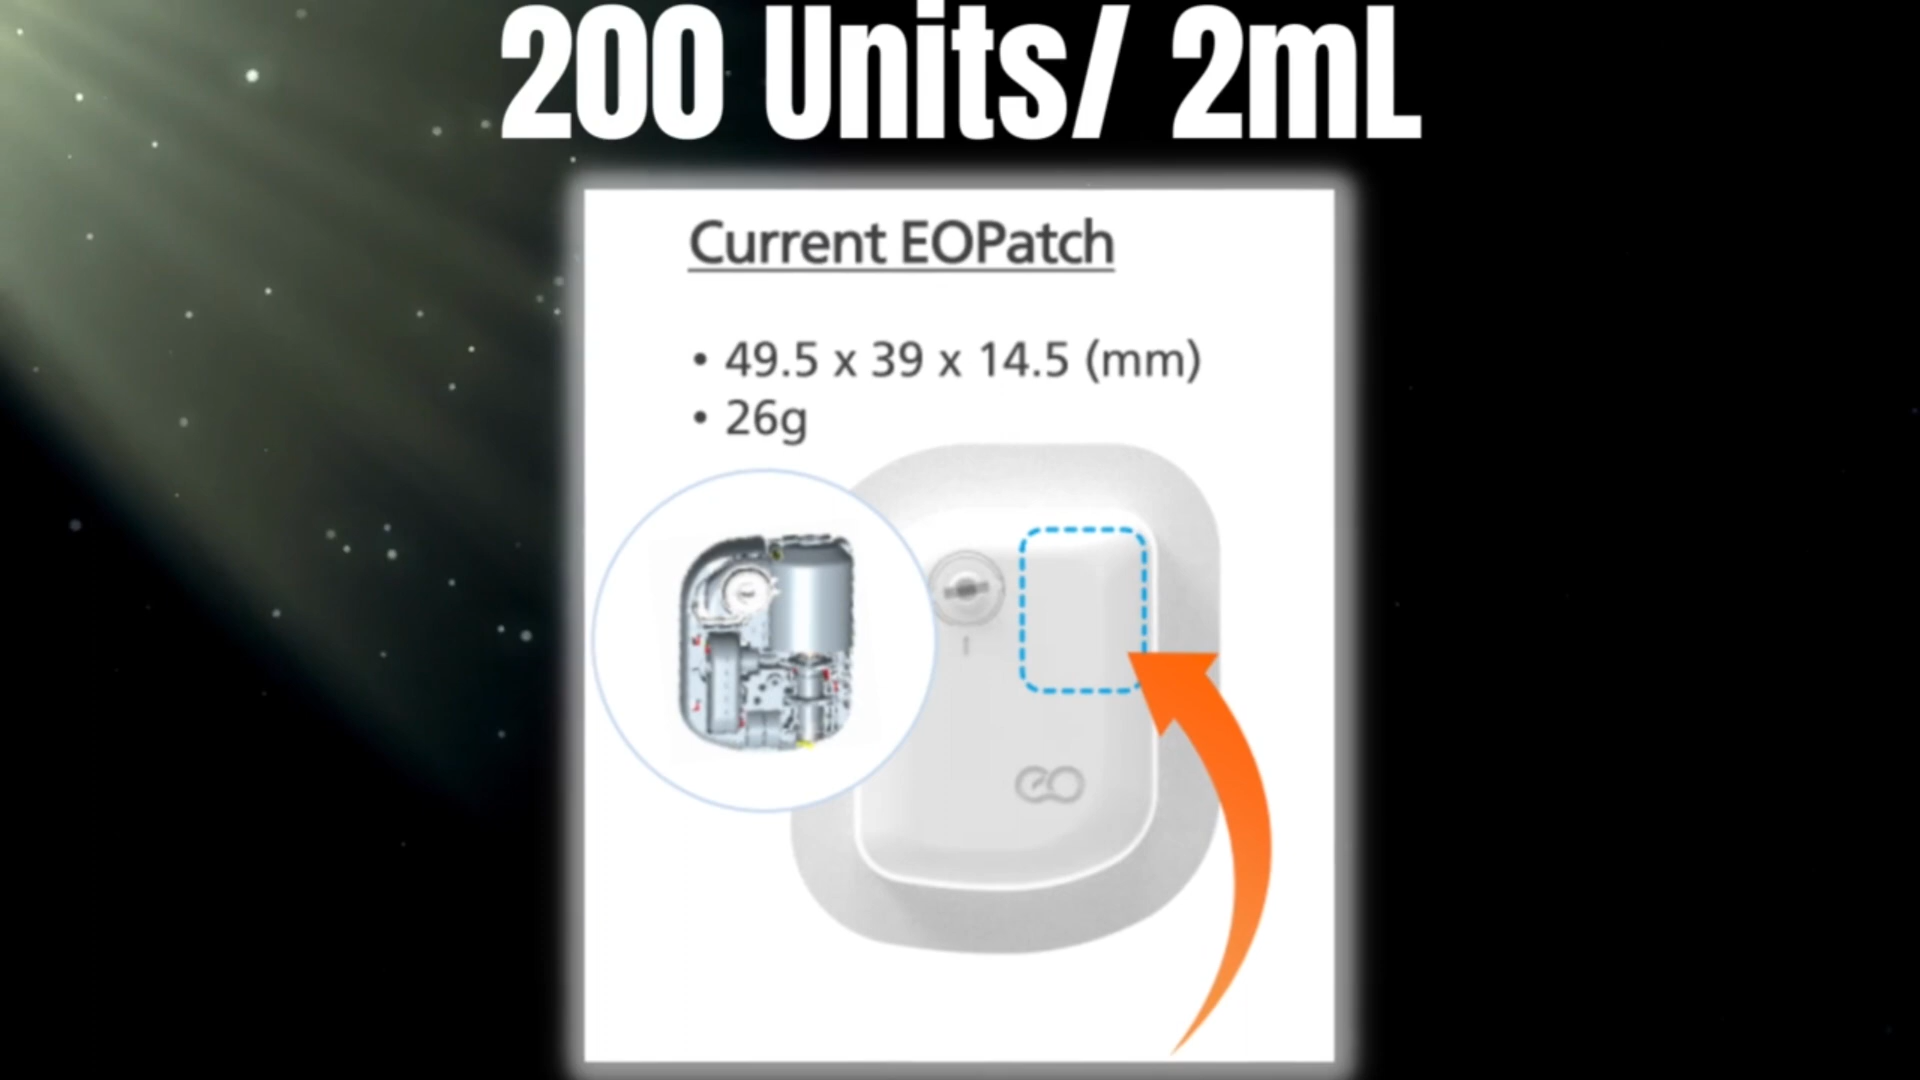 200 Units/ 2mL
Current EOPatch
• 49.5 x 39 x 14.5 (mm)
• 26g
eo